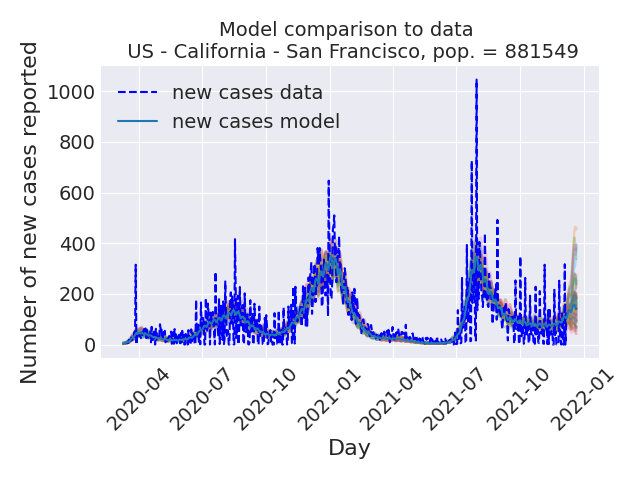 Model comparison to data
US - California - San Francisco, pop. = 881549
Number of new cases reported
1000
800
600
400
200
0
new cases data
new cases model
2020-04
2020-07
2020-10
2021-01
2021-04
2021-07
2021-10
2022-01
Day